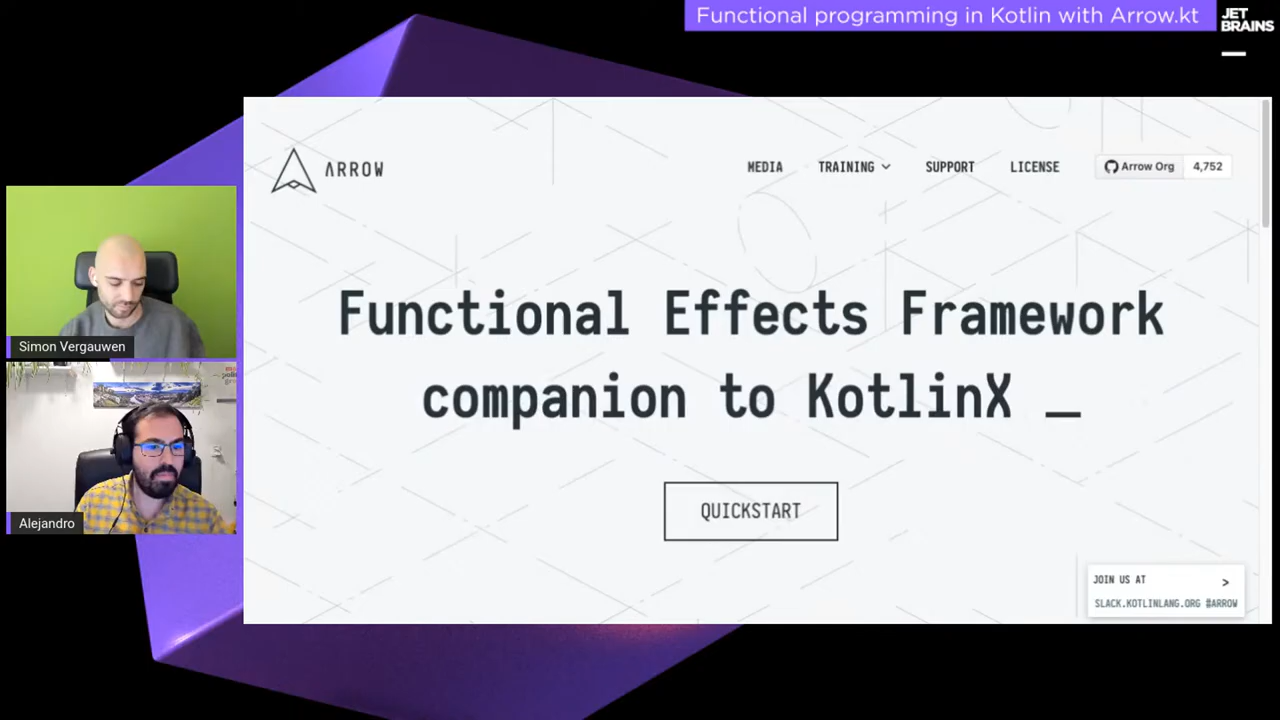 Functional programming in Kotlin with Arrow.kt
JET
BRAINS
ARROW
MEDIA
TRAINING
SUPPORT
LICENSE
Arrow Org
4,752
Functional Effects Framework
companion to KotlinX _
QUICKSTART
JOIN US AT
>
SLACK.KOTLINLANG.ORG #ARROW
Simon Vergauwen
Alejandro